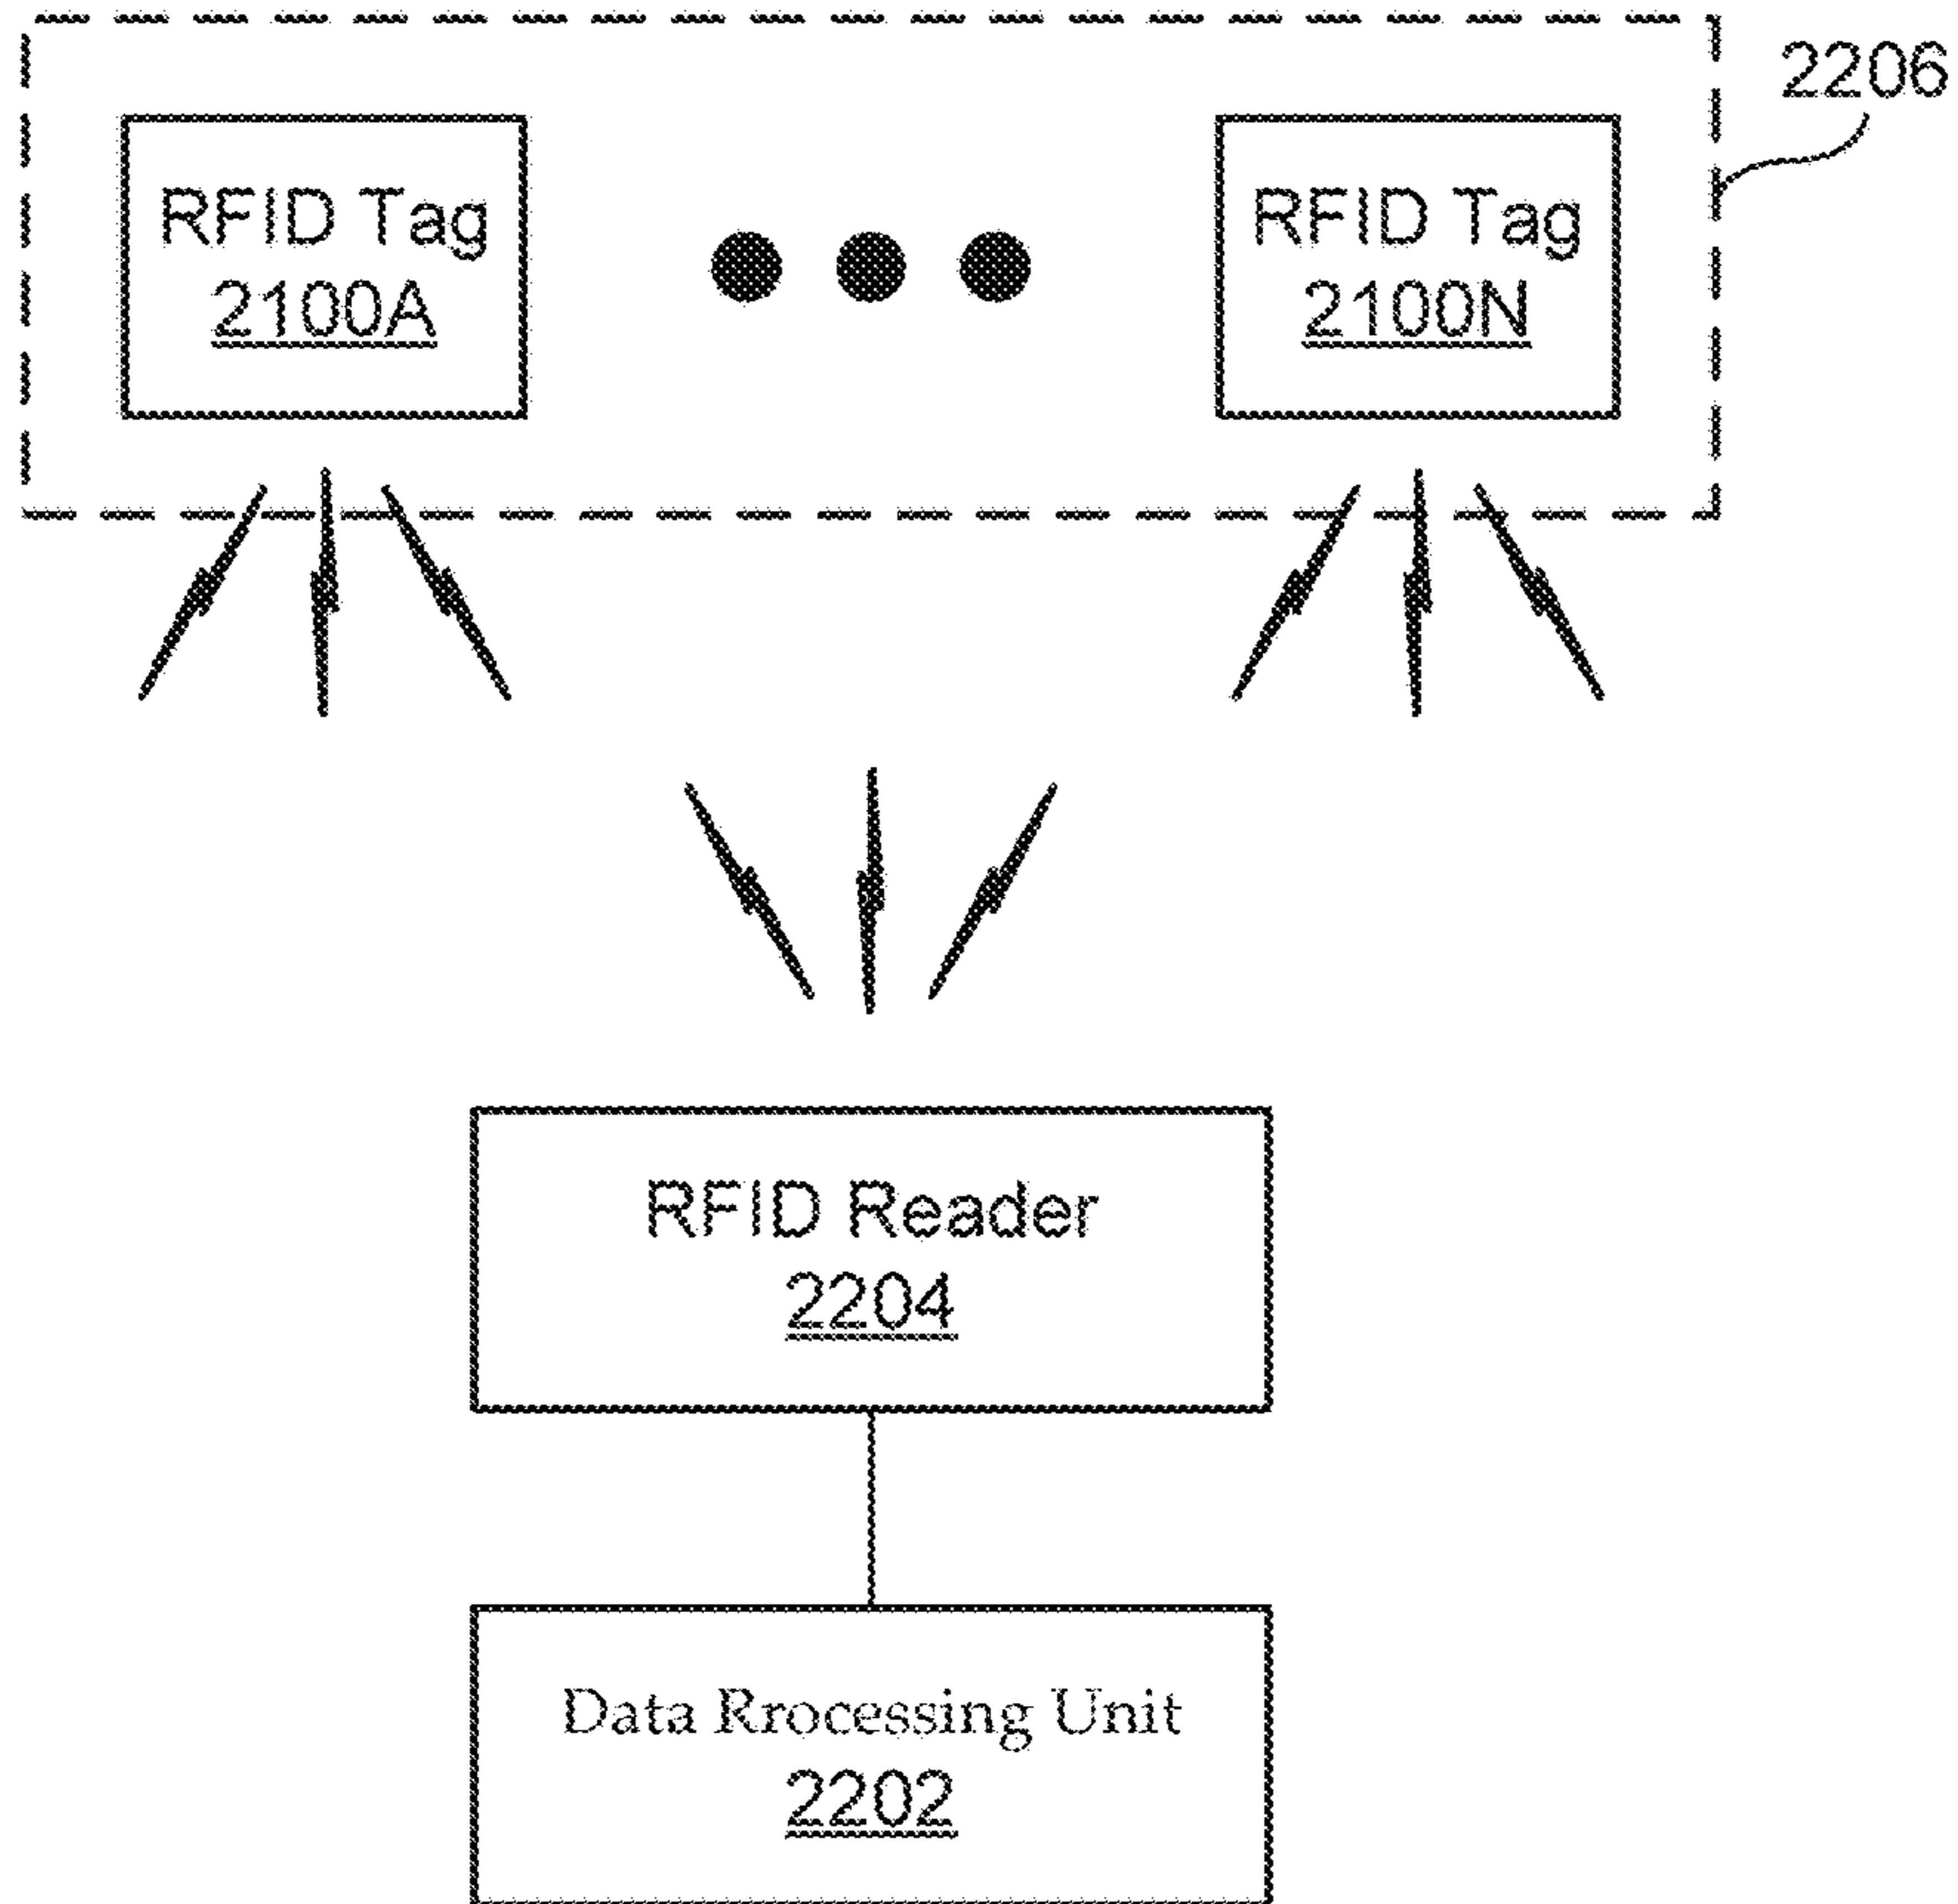 2206
RFID Tag
2100A
RFID Tag
2100N
RFID Reader
2204
Data Rrocessing Unit
2202